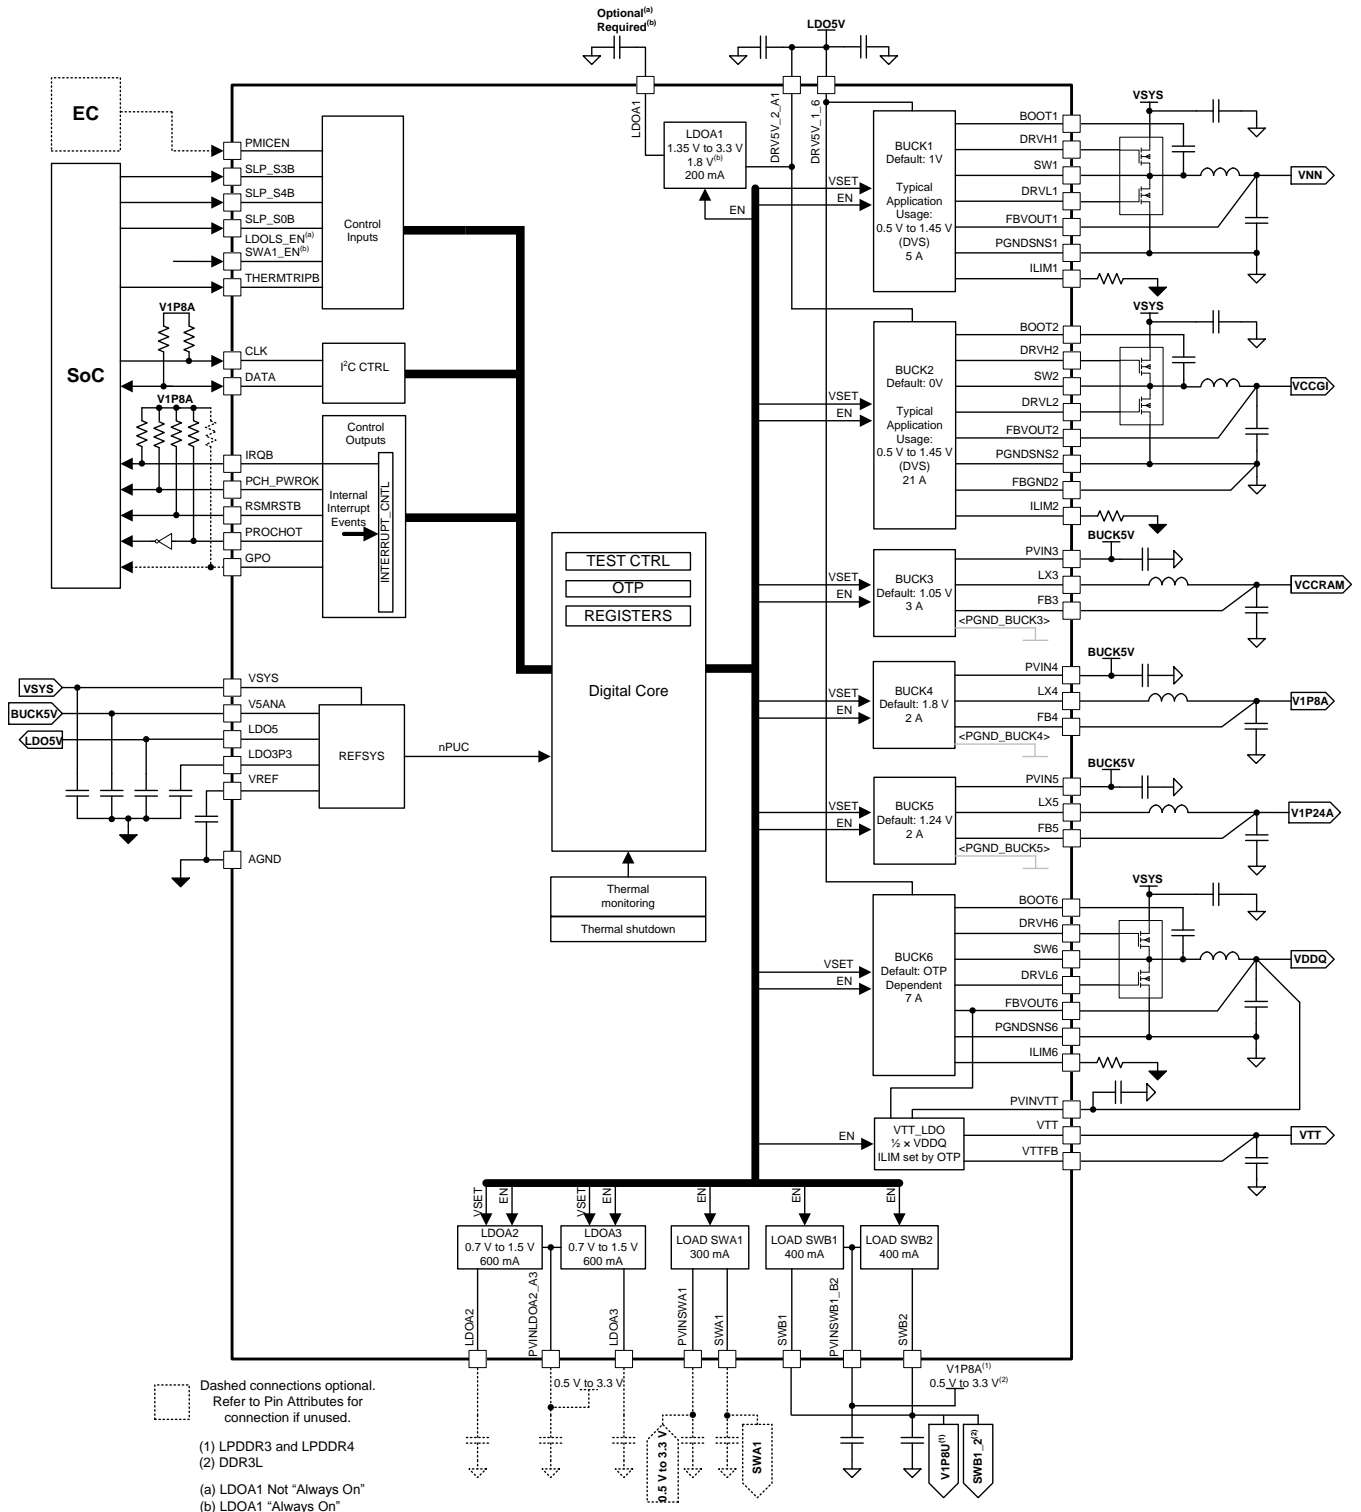 Optional(a)
Required(b)
LDO5V
EC
SoC
PMICEN
SLP_S3B
SLP_S4B
SLP_S0B
LDOLS_EN(a)
SWA1_EN(b)
THERMTRIPB
Control
Inputs
V1P8A
CLK
DATA
I2C CTRL
V1P8A
IRQB
PCH_PWROK
RSMRSTB
PROCHOT
GPO
Control
Outputs
Internal
Interrupt
Events
INTERRUPT_CNTL
VSYS
BUCK5V
LDO5V
VSYS
V5ANA
LDO5
LDO3P3
VREF
AGND
REFSYS
nPUC
TEST CTRL
OTP
REGISTERS
Digital Core
Thermal
monitoring
Thermal shutdown
LDOA1
DRV5V_2_A1
DRV5V_1_6
LDOA1
1.35 V to 3.3 V
1.8 V(b)
200 mA
EN
VSET
EN
BUCK1
Default: 1V
Typical
Application
Usage:
0.5 V to 1.45 V
(DVS)
5 A
BOOT1
DRVH1
SW1
DRVL1
FBVOUT1
PGNDSNS1
ILIM1
VSYS
VNN
VSET
EN
BUCK2
Default: 0V
Typical
Application
Usage:
0.5 V to 1.45 V
(DVS)
21 A
BOOT2
DRVH2
SW2
DRVL2
FBVOUT2
PGNDSNS2
FBGND2
ILIM2
VSYS
VCCGI
VSET
EN
BUCK3
Default: 1.05 V
3 A
PVIN3
LX3
FB3
<PGND_BUCK3>
BUCK5V
VCCRAM
VSET
EN
BUCK4
Default: 1.8 V
2 A
PVIN4
LX4
FB4
<PGND_BUCK4>
BUCK5V
V1P8A
VSET
EN
BUCK5
Default: 1.24 V
2 A
PVIN5
LX5
FB5
<PGND_BUCK5>
BUCK5V
V1P24A
VSET
EN
BUCK6
Default: OTP
Dependent
7 A
BOOT6
DRVH6
SW6
DRVL6
FBVOUT6
PGNDSNS6
ILIM6
VSYS
VDDQ
EN
VTT_LDO
½ × VDDQ
ILIM set by OTP
PVINVTT
VTT
VTTFB
VTT
VSET
EN
VSET
EN
EN
EN
EN
LDOA2
0.7 V to 1.5 V
600 mA
LDOA3
0.7 V to 1.5 V
600 mA
LOAD SWA1
300 mA
LOAD SWB1
400 mA
LOAD SWB2
400 mA
LDOA2
PVINLDOA2_A3
LDOA3
PVINSWA1
SWA1
SWB1
PVINSWB1_B2
SWB2
0.5 V to 3.3 V
V1P8A(1)
0.5 V to 3.3 V(2)
0.5 V to 3.3 V
SWA1
V1P8U(1)
SWB1_2(2)
Dashed connections optional.
Refer to Pin Attributes for
connection if unused.
(1) LPDDR3 and LPDDR4
(2) DDR3L
(a) LDOA1 Not “Always On”
(b) LDOA1 “Always On”